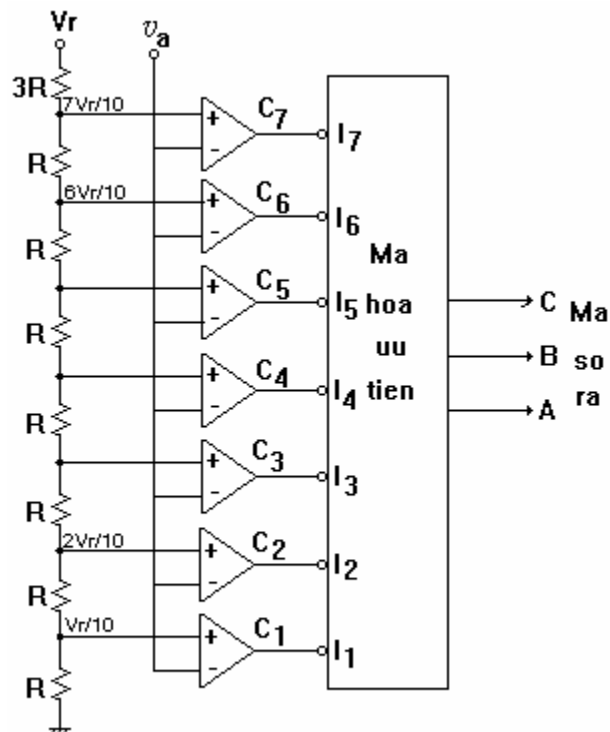 Vr
va
3R
7Vr/10
+
-
C7
I7
R
6Vr/10
+
-
C6
I6
R
+
-
C5
I5
R
+
-
C4
I4
R
+
-
C3
I3
R
2Vr/10
+
-
C2
I2
R
Vr/10
+
-
C1
I1
R
Ma
hoa
uu
tien
C
B
A
Ma
so
ra